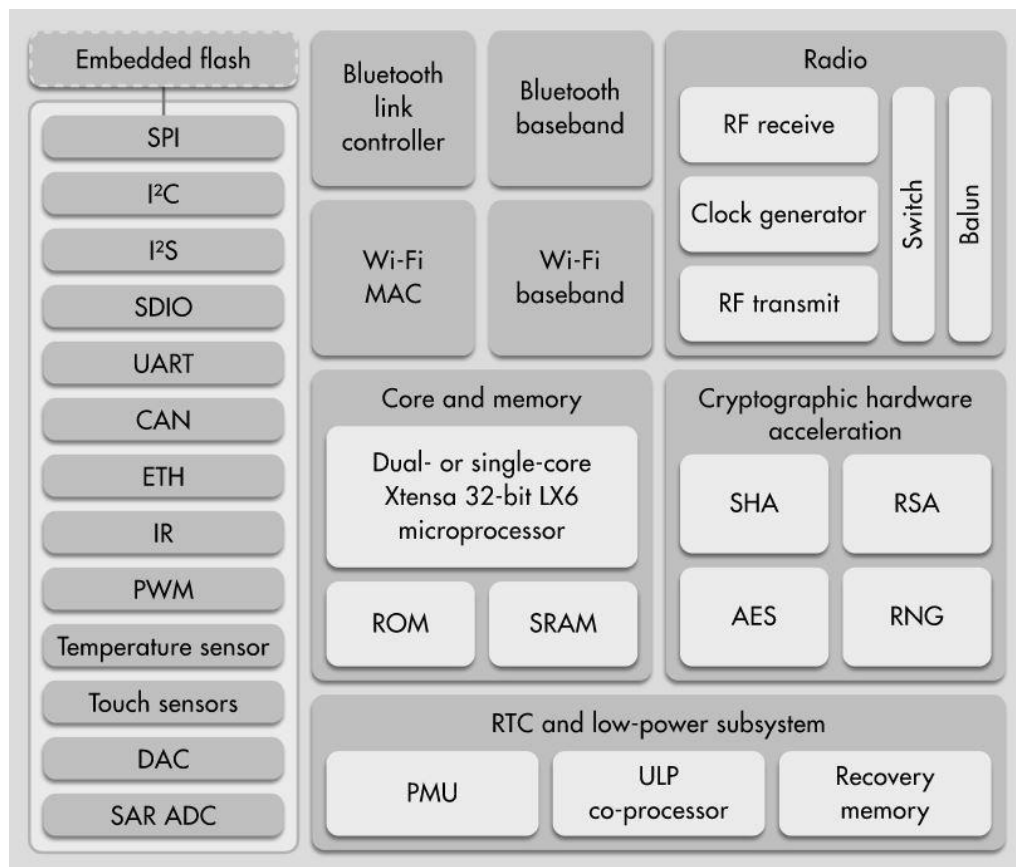 Embedded flash
SPI
I²C
I²S
SDIO
UART
CAN
ETH
IR
PWM
Temperature sensor
Touch sensors
DAC
SAR ADC
Bluetooth
link
controller
Bluetooth
baseband
Wi-Fi
MAC
Wi-Fi
baseband
Radio
RF receive
Clock generator
RF transmit
Switch
Balun
Core and memory
Dual- or single-core
Xtensa 32-bit LX6
microprocessor
ROM
SRAM
Cryptographic hardware
acceleration
SHA
RSA
AES
RNG
RTC and low-power subsystem
PMU
ULP
co-processor
Recovery
memory